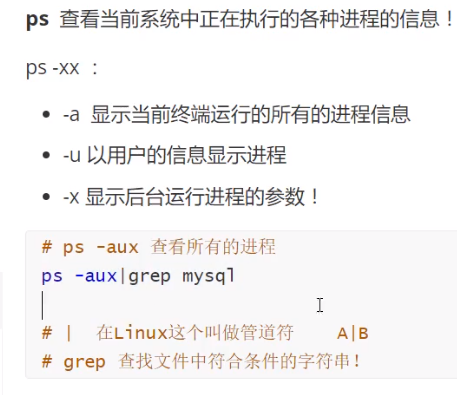 ps 查看当前系统中正在执行的各种进程的信息！
ps -xx ：
-a 显示当前终端运行的所有的进程信息
-u 以用户的信息显示进程
-x 显示后台运行进程的参数！
# ps -aux 查看所有的进程
ps -aux|grep mysql
# | 在Linux这个叫做管道符 A|B
# grep 查找文件中符合条件的字符串!